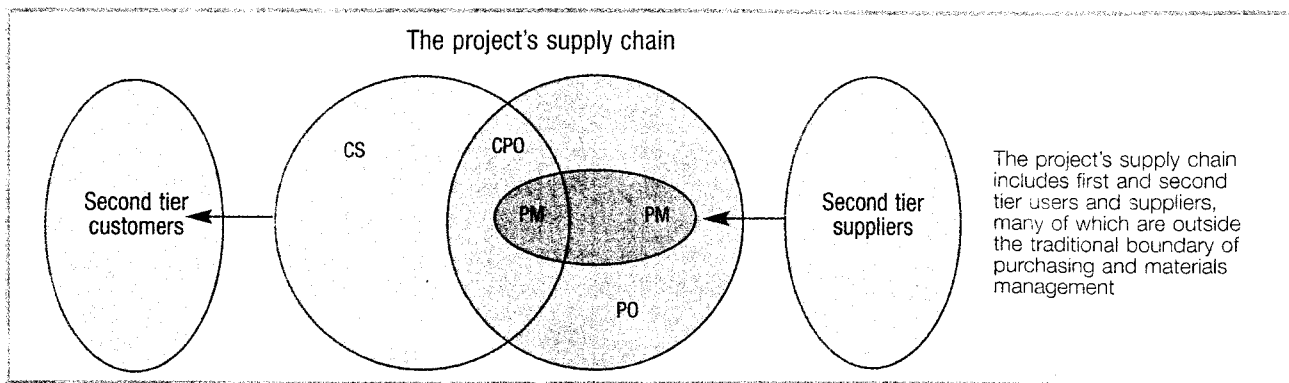 The project's supply chain
CS
CPO
Second tier
customers
PM
PM
Second tier
suppliers
PO
The project's supply chain
includes first and second
tier users and suppliers,
many of which are outside
the traditional boundary of
purchasing and materials
management